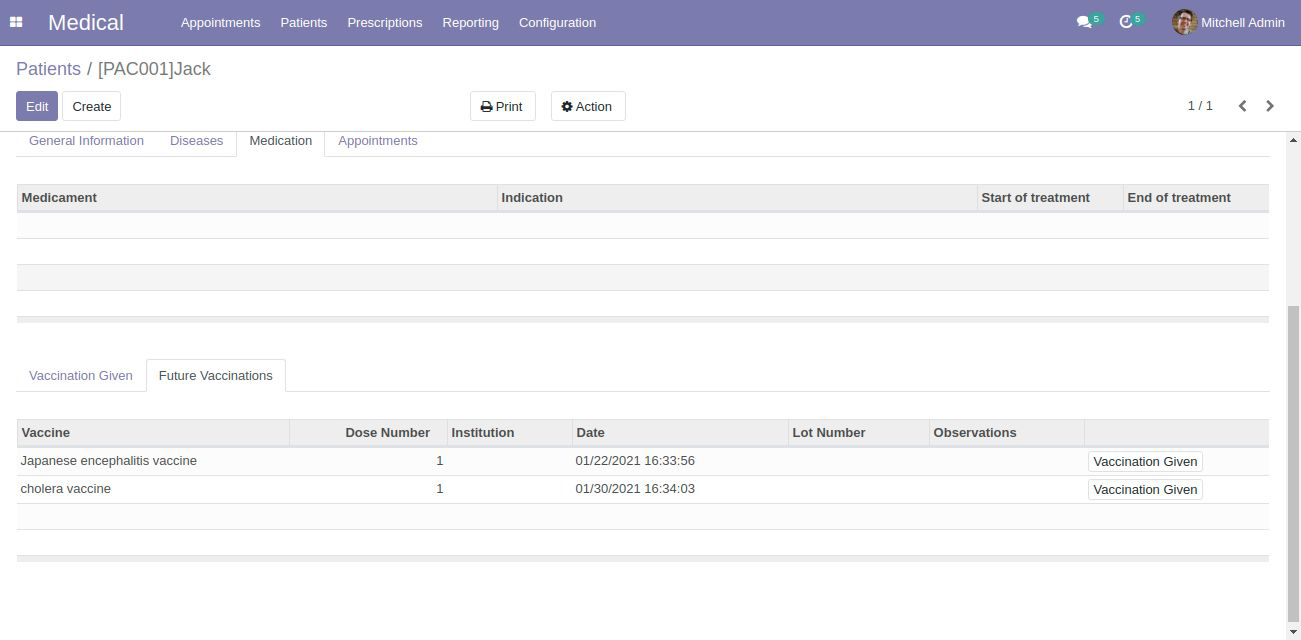 Medical Appointments Patients Prescriptions Reporting Configuration 5 5 Mitchell Admin
Patients / [PAC001]Jack
Edit Create Print Action 1 / 1
General Information Diseases Medication Appointments
Medicament Indication Start of treatment End of treatment
Vaccination Given Future Vaccinations
Vaccine Dose Number Institution Date Lot Number Observations
Japanese encephalitis vaccine 1 01/22/2021 16:33:56 Vaccination Given
cholera vaccine 1 01/30/2021 16:34:03 Vaccination Given